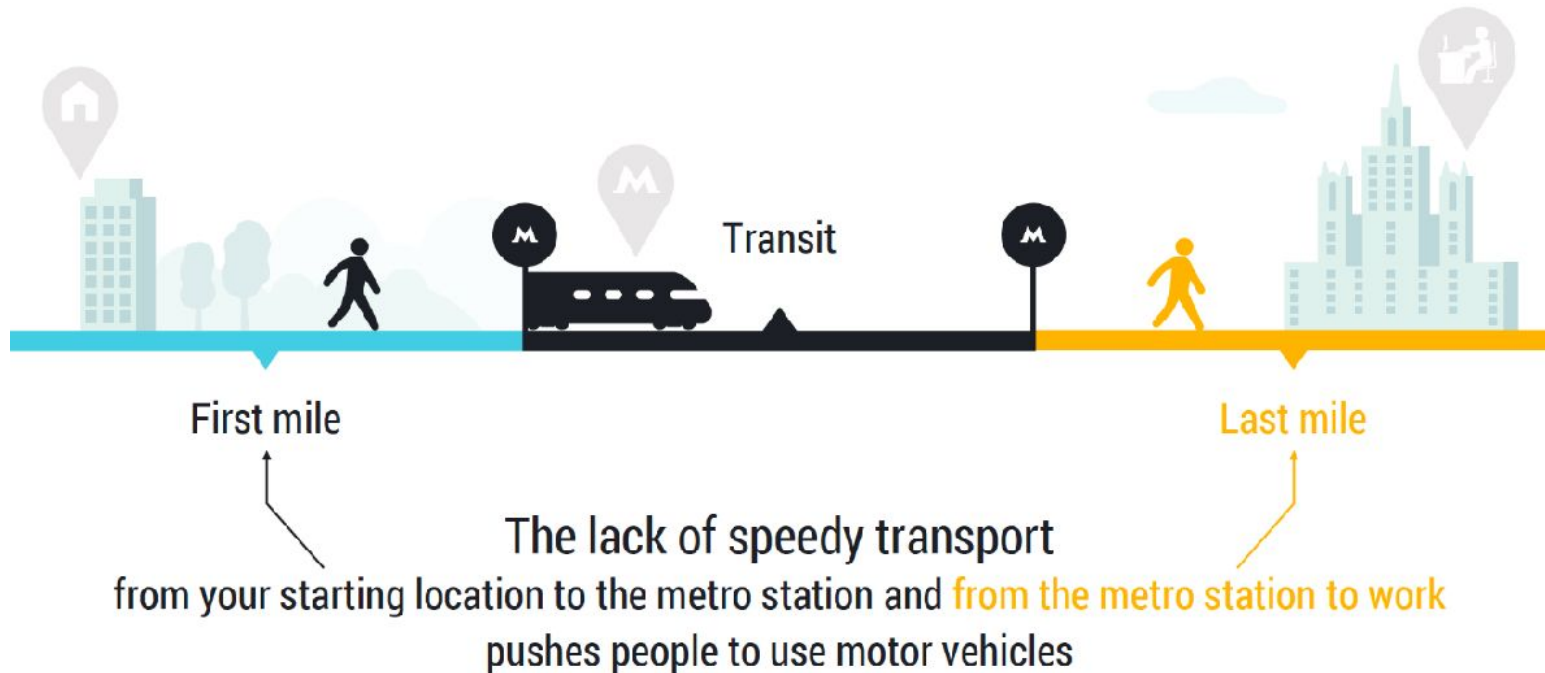 M
M
Transit
M
First mile
Last mile
The lack of speedy transport
from your starting location to the metro station and from the metro station to work
pushes people to use motor vehicles